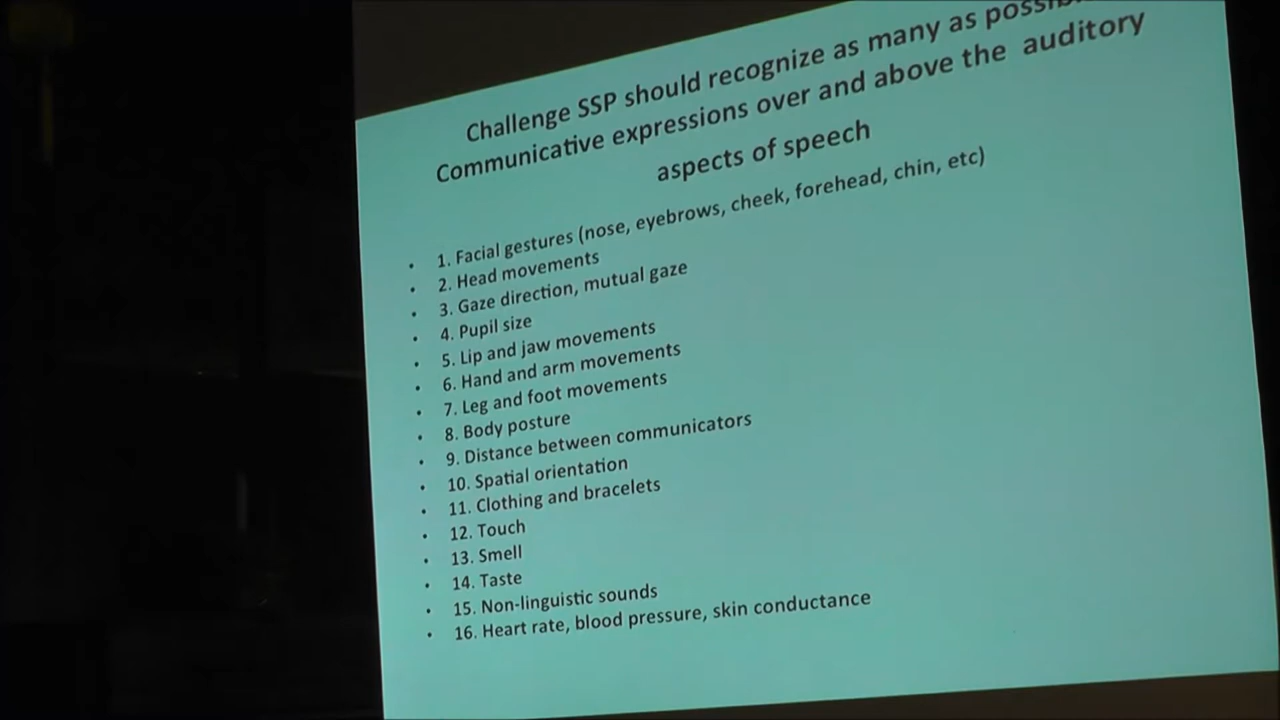 Challenge SSP should recognize as many as
Communicative expressions over and above the auditory
aspects of speech
• 1. Facial gestures (nose, eyebrows, cheek, forehead, chin, etc)
• 2. Head movements
• 3. Gaze direction, mutual gaze
• 4. Pupil size
• 5. Lip and jaw movements
• 6. Hand and arm movements
• 7. Leg and foot movements
• 8. Body posture
• 9. Distance between communicators
• 10. Spatial orientation
• 11. Clothing and bracelets
• 12. Touch
• 13. Smell
• 14. Taste
• 15. Non-linguistic sounds
• 16. Heart rate, blood pressure, skin conductance